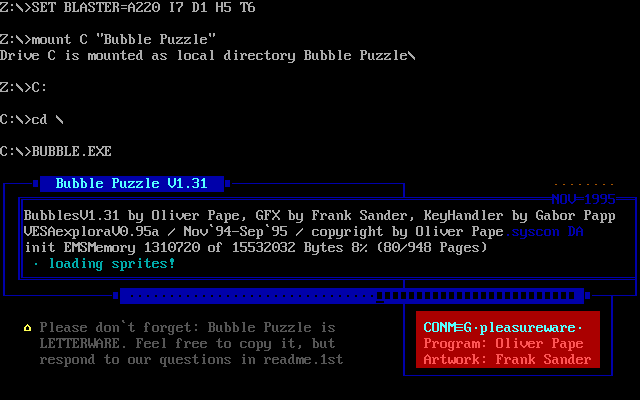 Z:\>SET BLASTER=A220 I7 D1 H5 T6
Z:\>mount C "Bubble Puzzle"
Drive C is mounted as local directory Bubble Puzzle\
Z:\>C:
C:\>cd \
C:\>BUBBLE.EXE
Bubble Puzzle V1.31
NOV-1995
BubblesV1.31 by Oliver Pape, GFX by Frank Sander, KeyHandler by Gabor Papp
VESAexploraV0.95a / Nov`94-Sep`95 / copyright by Oliver Pape.syscon.DA
init EMSMemory 1310720 of 15532032 Bytes 8% (80/948 Pages)
· loading sprites!
⌂ Please don`t forget: Bubble Puzzle is
LETTERWARE. Feel free to copy it, but
respond to our questions in readme.1st
CONM≡G·pleasureware·
Program: Oliver Pape
Artwork: Frank Sander